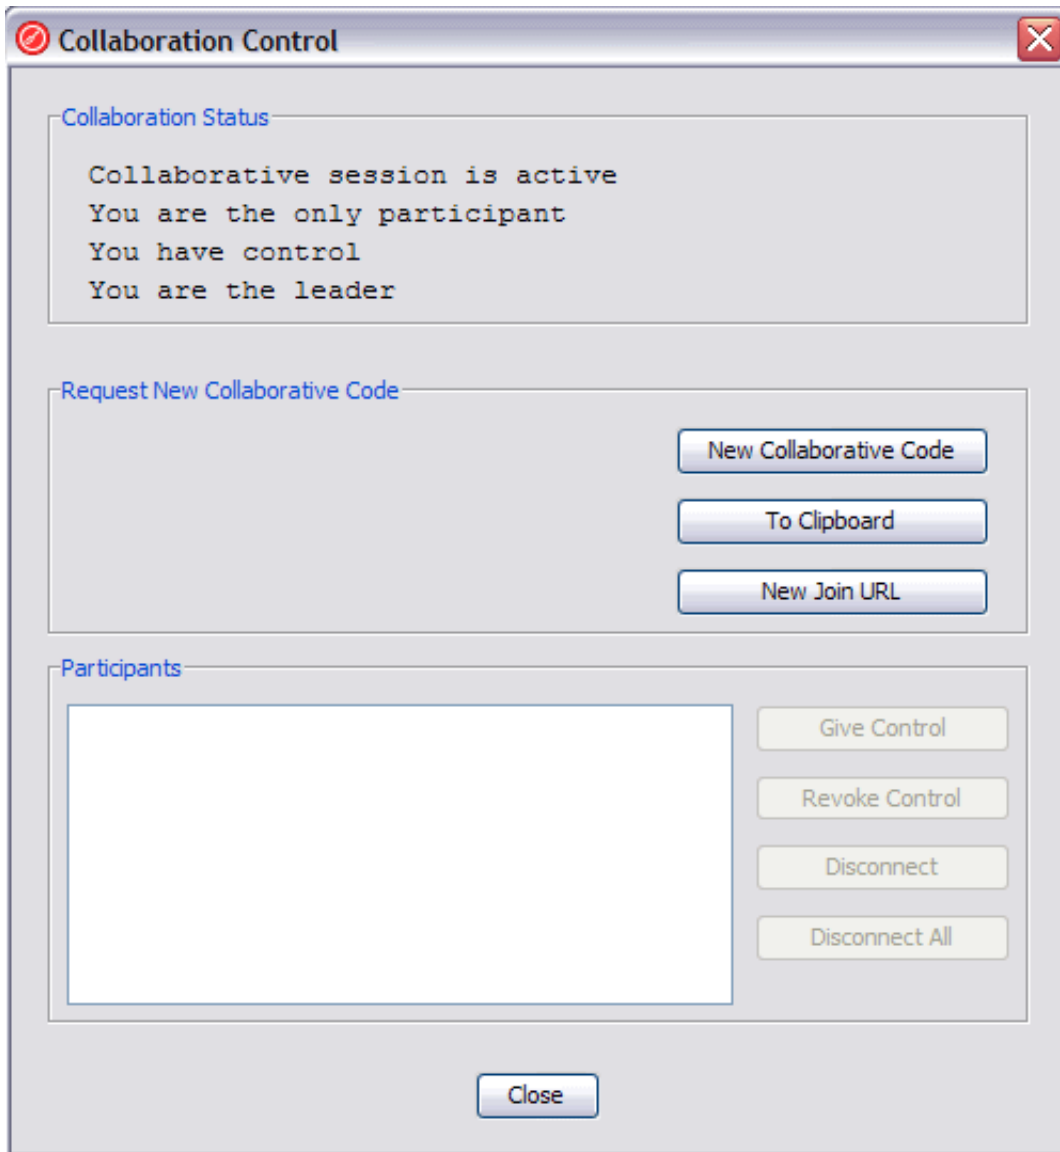 Collaboration Control
Collaboration Status
Collaborative session is active
You are the only participant
You have control
You are the leader
Request New Collaborative Code
New Collaborative Code
To Clipboard
New Join URL
Participants
Give Control
Revoke Control
Disconnect
Disconnect All
Close